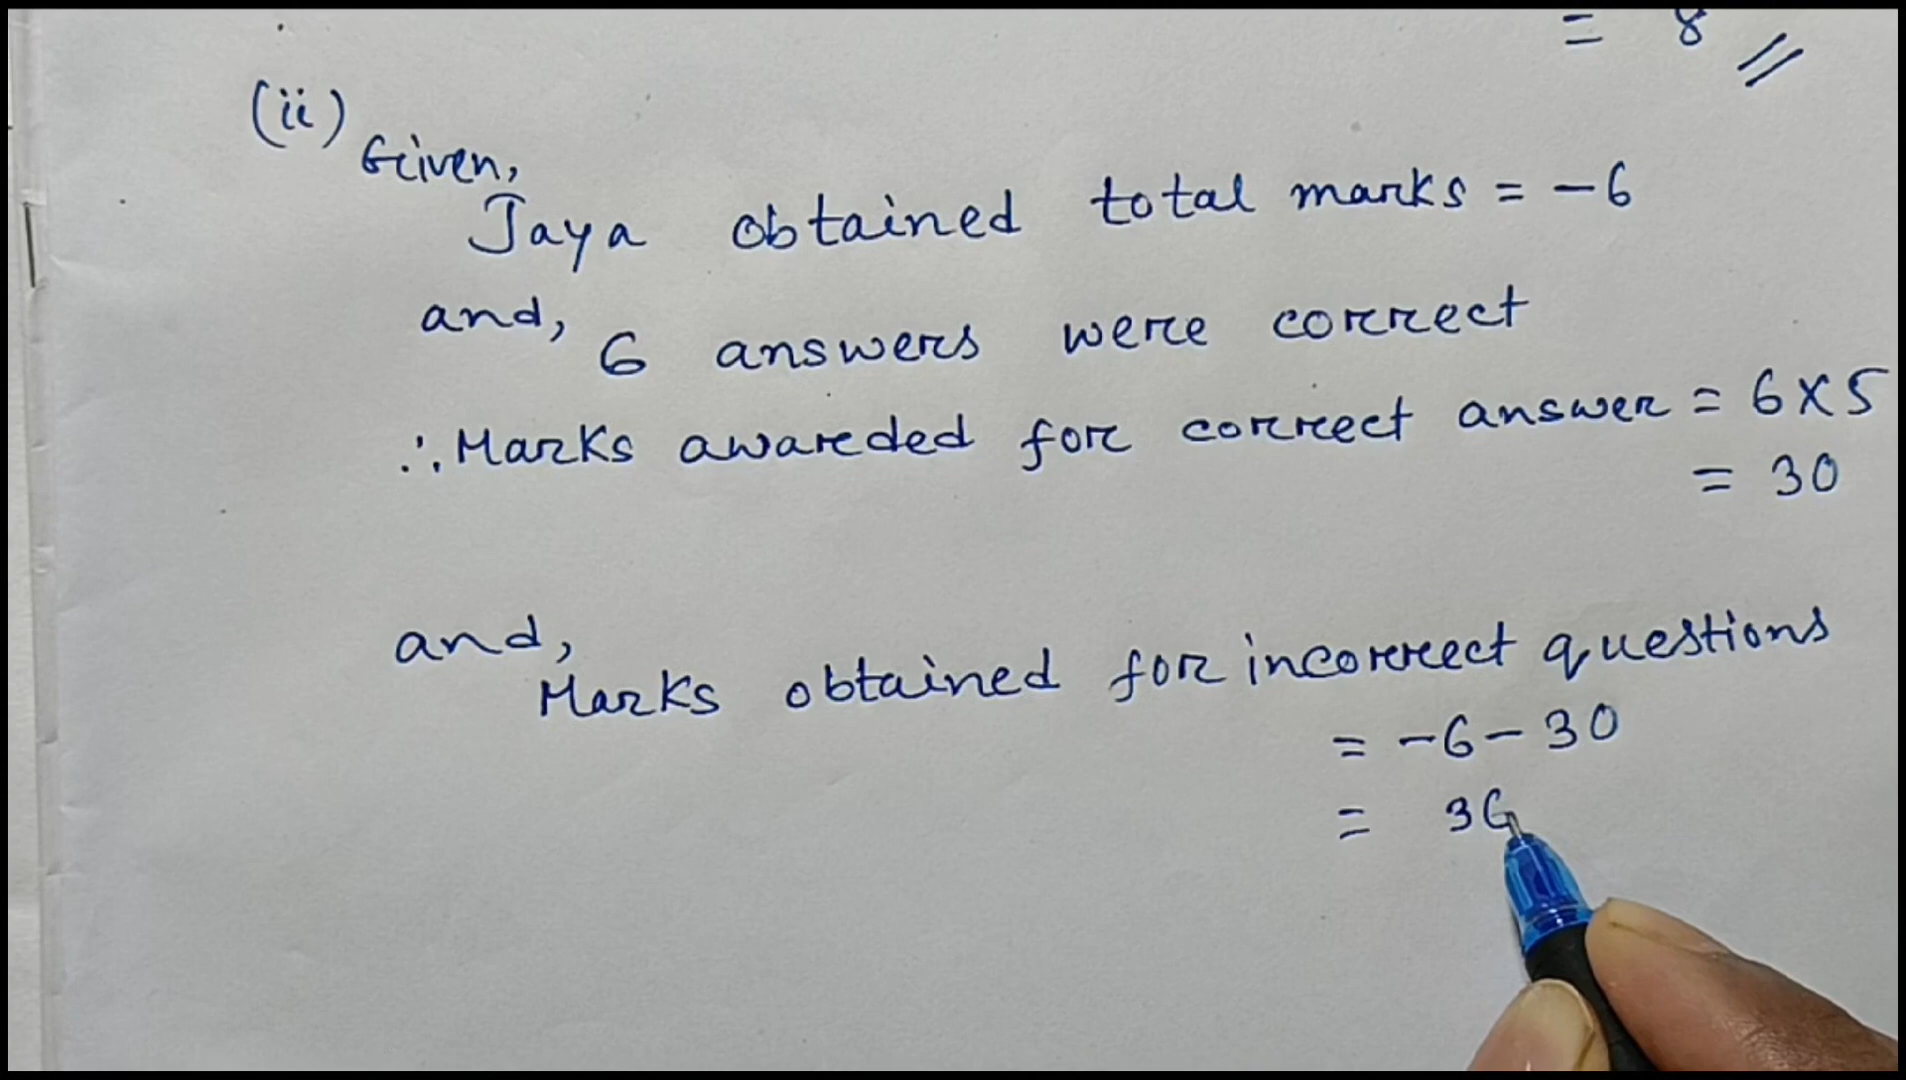 = 8 //
(ii)
Given,
Jaya obtained total marks = -6
and,
6 answers were correct
∴ Marks awarded for correct answer = 6×5
= 30
and,
Marks obtained for incorrect questions
= -6-30
= 36